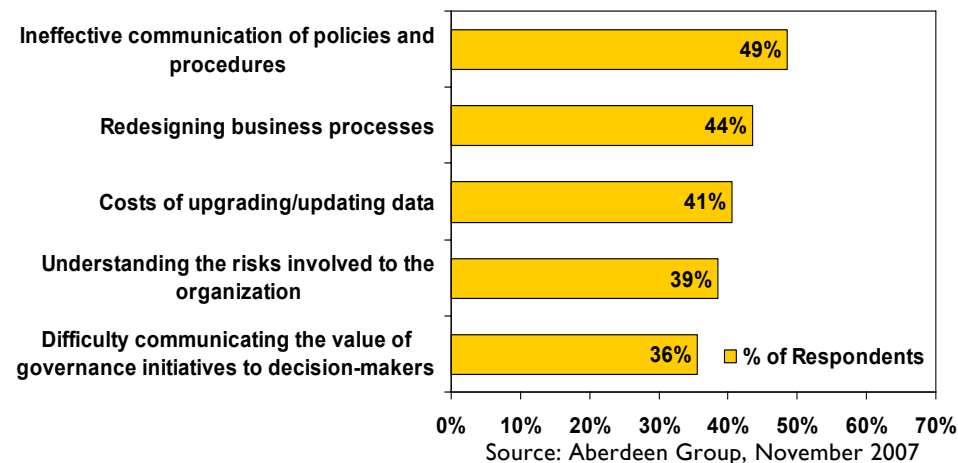 Ineffective communication of policies and
procedures
49%
Redesigning business processes
44%
Costs of upgrading/updating data
41%
Understanding the risks involved to the
organization
39%
Difficulty communicating the value of
governance initiatives to decision-makers
36%
% of Respondents
0% 10% 20% 30% 40% 50% 60% 70%
Source: Aberdeen Group, November 2007